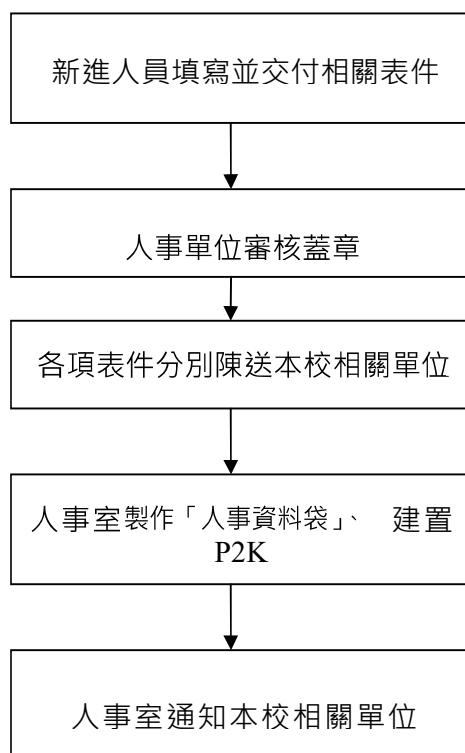 新進人員填寫並交付相關表件
人事單位審核蓋章
各項表件分別陳送本校相關單位
人事室製作「人事資料袋」、 建置
P2K
人事室通知本校相關單位